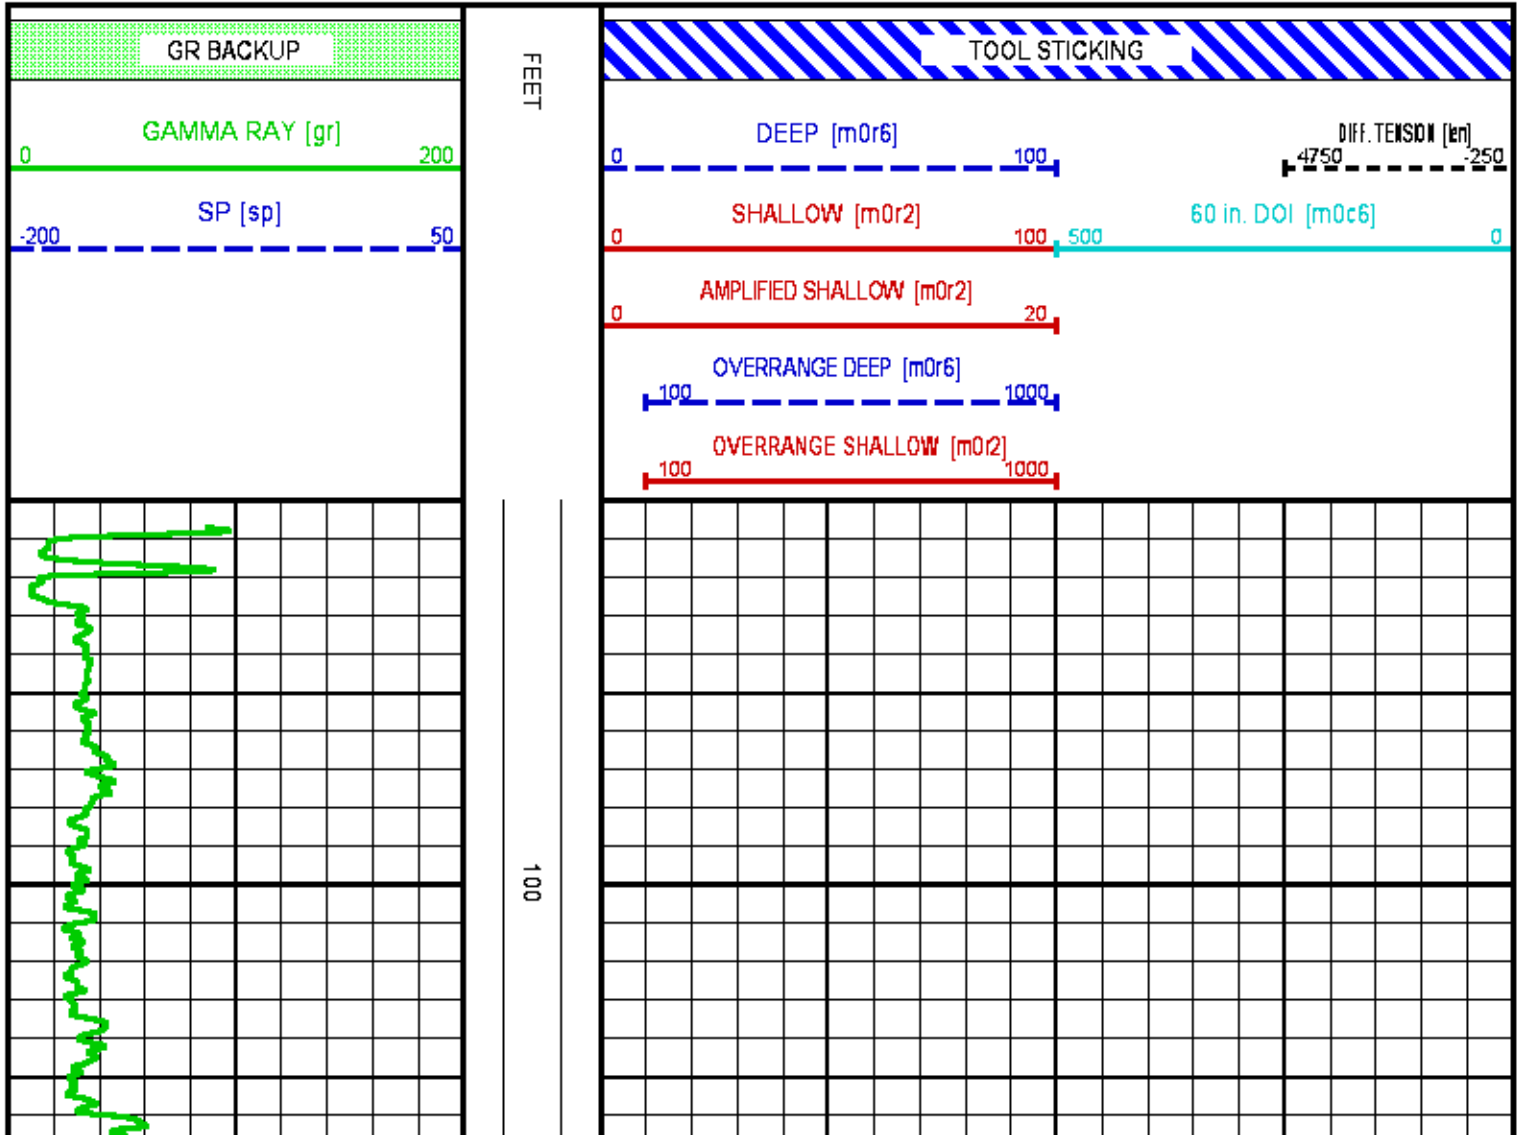 GR BACKUP
FEET
TOOL STICKING
GAMMA RAY [gr]
0 200
SP [sp]
-200 50
DEEP [m0r6]
0 100
DIFF. TENSION [ten]
4750 -250
SHALLOW [m0r2]
0 100
60 in. DOI [m0c6]
500 0
AMPLIFIED SHALLOW [m0r2]
0 20
OVERRANGE DEEP [m0r6]
100 1000
OVERRANGE SHALLOW [m0r2]
100 1000
100